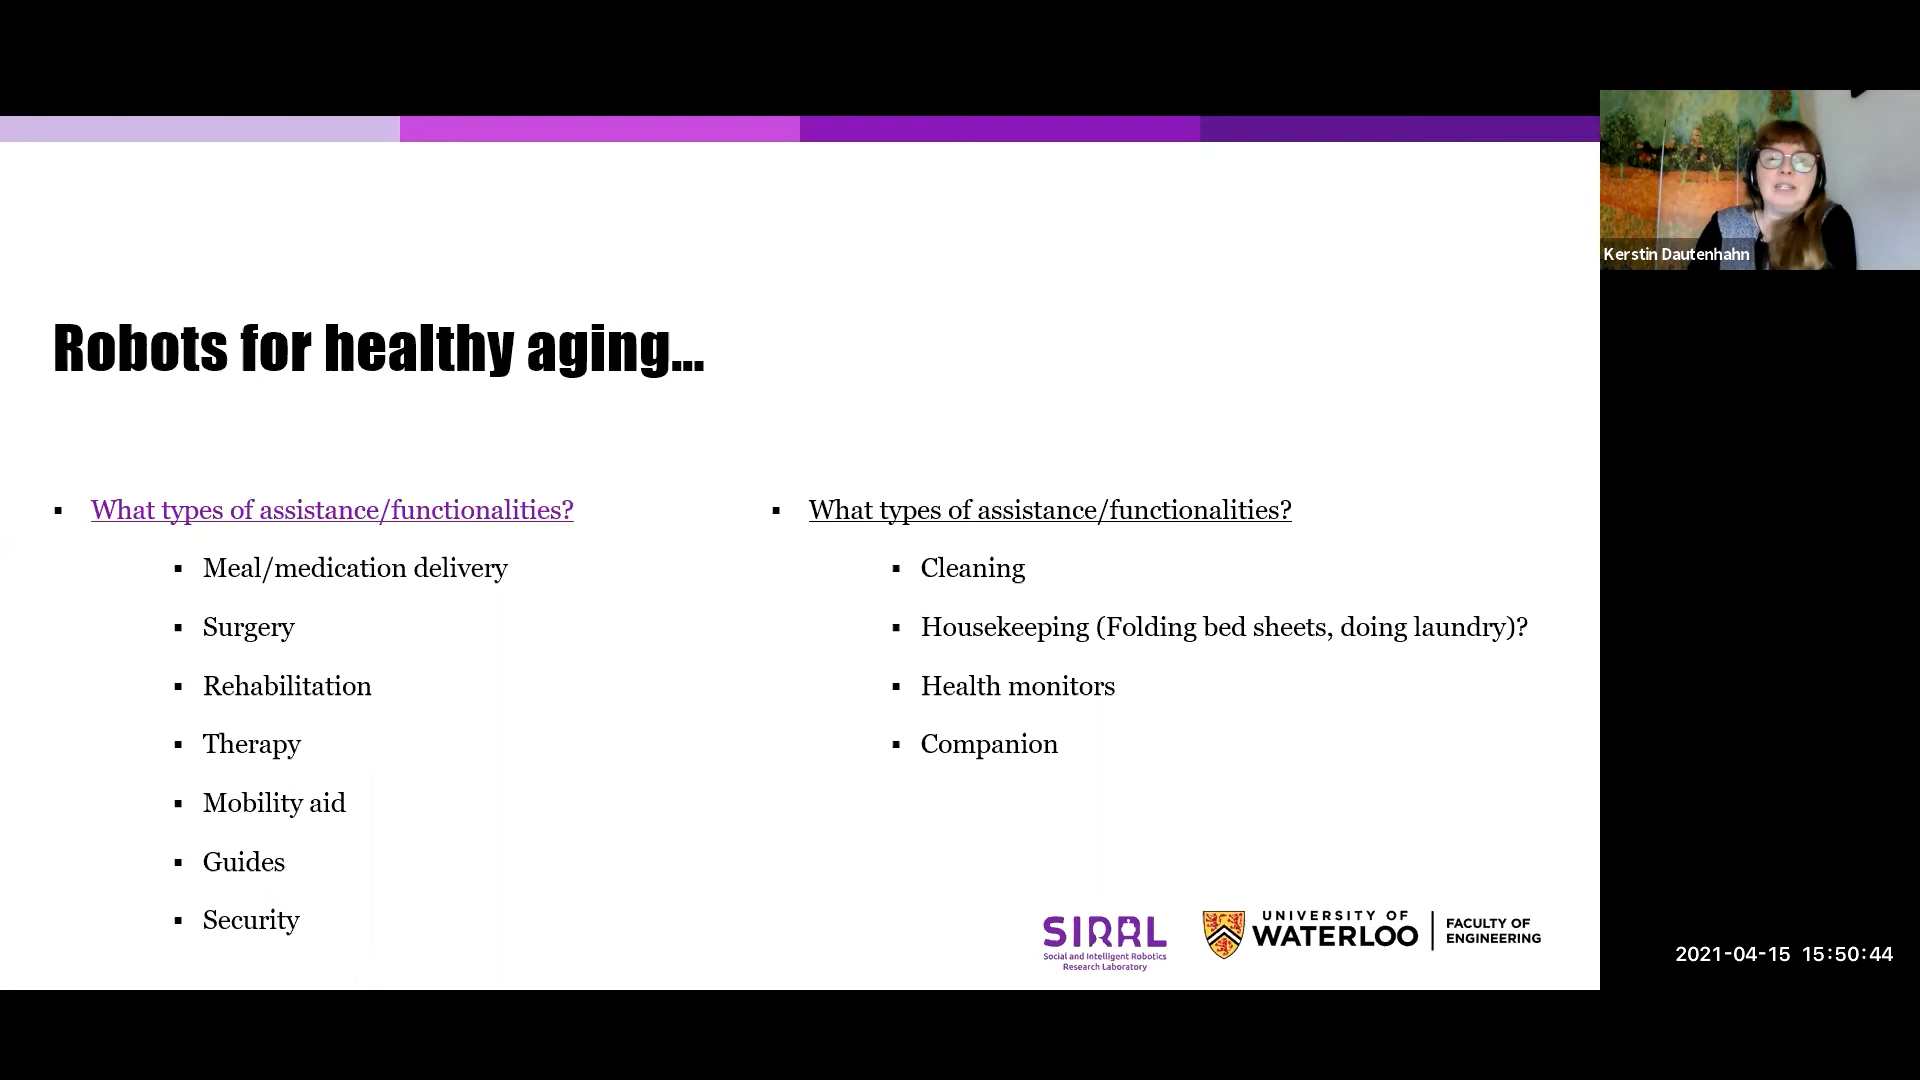 Kerstin Dautenhahn
Robots for healthy aging...
▪ What types of assistance/functionalities?
▪ Meal/medication delivery
▪ Surgery
▪ Rehabilitation
▪ Therapy
▪ Mobility aid
▪ Guides
▪ Security
▪ What types of assistance/functionalities?
▪ Cleaning
▪ Housekeeping (Folding bed sheets, doing laundry)?
▪ Health monitors
▪ Companion
SIRRL
Social and Intelligent Robotics
Research Laboratory
UNIVERSITY OF
WATERLOO
FACULTY OF
ENGINEERING
2021-04-15 15:50:44